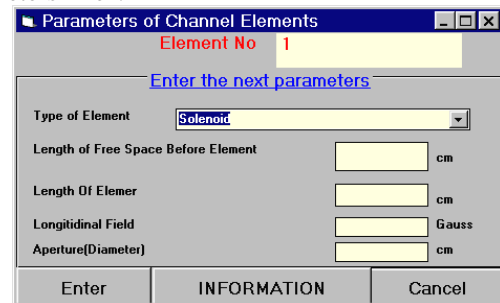 Parameters of Channel Elements
Element No 1
Enter the next parameters
Type of Element Solenoid
Length of Free Space Before Element cm
Length Of Elemer cm
Longitidinal Field Gauss
Aperture(Diameter) cm
Enter INFORMATION Cancel